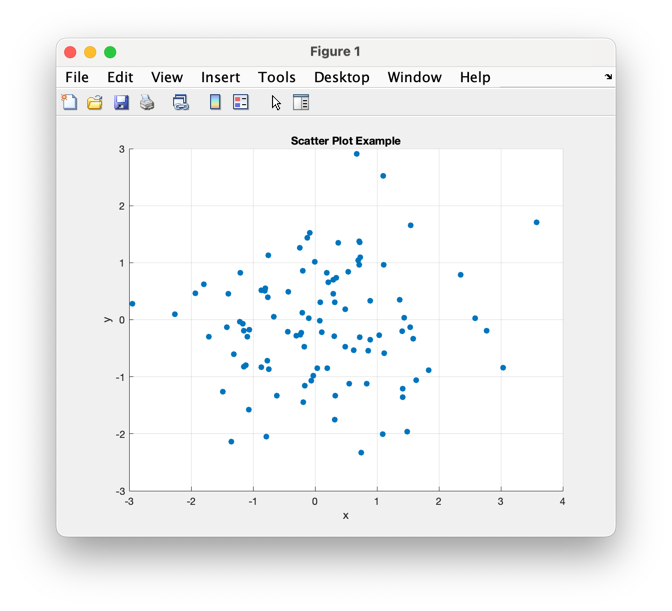 Figure 1
File Edit View Insert Tools Desktop Window Help
Scatter Plot Example
3
2
1
0
-1
-2
-3
y
-3 -2 -1 0 1 2 3 4
x